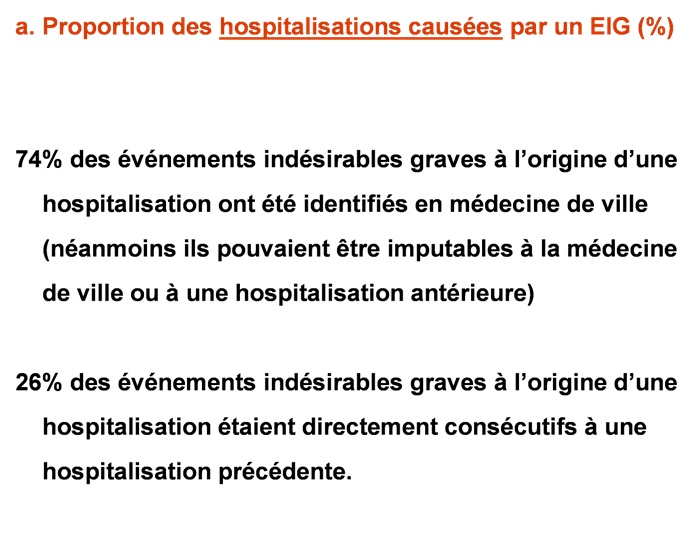 a. Proportion des hospitalisations causées par un EIG (%)
74% des événements indésirables graves à l’origine d’une
hospitalisation ont été identifiés en médecine de ville
(néanmoins ils pouvaient être imputables à la médecine
de ville ou à une hospitalisation antérieure)
26% des événements indésirables graves à l’origine d’une
hospitalisation étaient directement consécutifs à une
hospitalisation précédente.